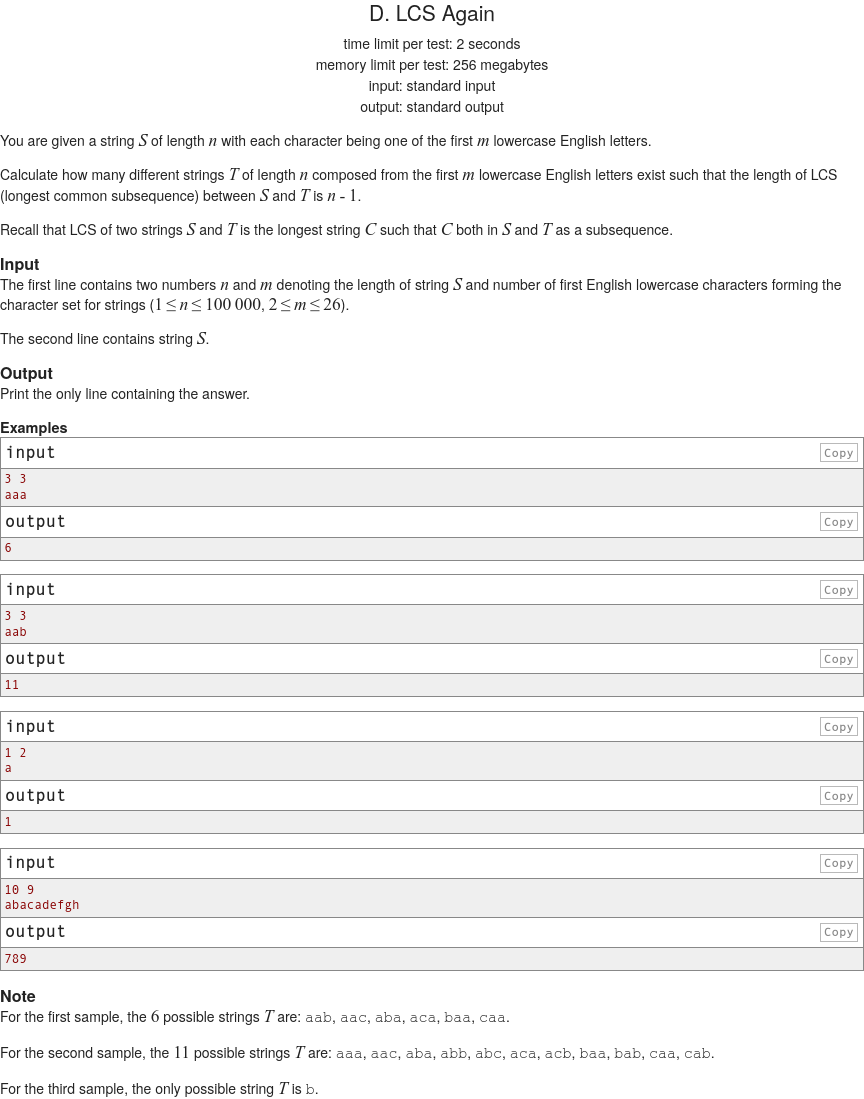 D. LCS Again
time limit per test: 2 seconds
memory limit per test: 256 megabytes
input: standard input
output: standard output
You are given a string S of length n with each character being one of the first m lowercase English letters.
Calculate how many different strings T of length n composed from the first m lowercase English letters exist such that the length of LCS
(longest common subsequence) between S and T is n - 1.
Recall that LCS of two strings S and T is the longest string C such that C both in S and T as a subsequence.
Input
The first line contains two numbers n and m denoting the length of string S and number of first English lowercase characters forming the
character set for strings (1 ≤ n ≤ 100 000, 2 ≤ m ≤ 26).
The second line contains string S.
Output
Print the only line containing the answer.
Examples
input Copy
3 3
aaa
output Copy
6
input Copy
3 3
aab
output Copy
11
input Copy
1 2
a
output Copy
1
input Copy
10 9
abacadefgh
output Copy
789
Note
For the first sample, the 6 possible strings T are: aab, aac, aba, aca, baa, caa.
For the second sample, the 11 possible strings T are: aaa, aac, aba, abb, abc, aca, acb, baa, bab, caa, cab.
For the third sample, the only possible string T is b.